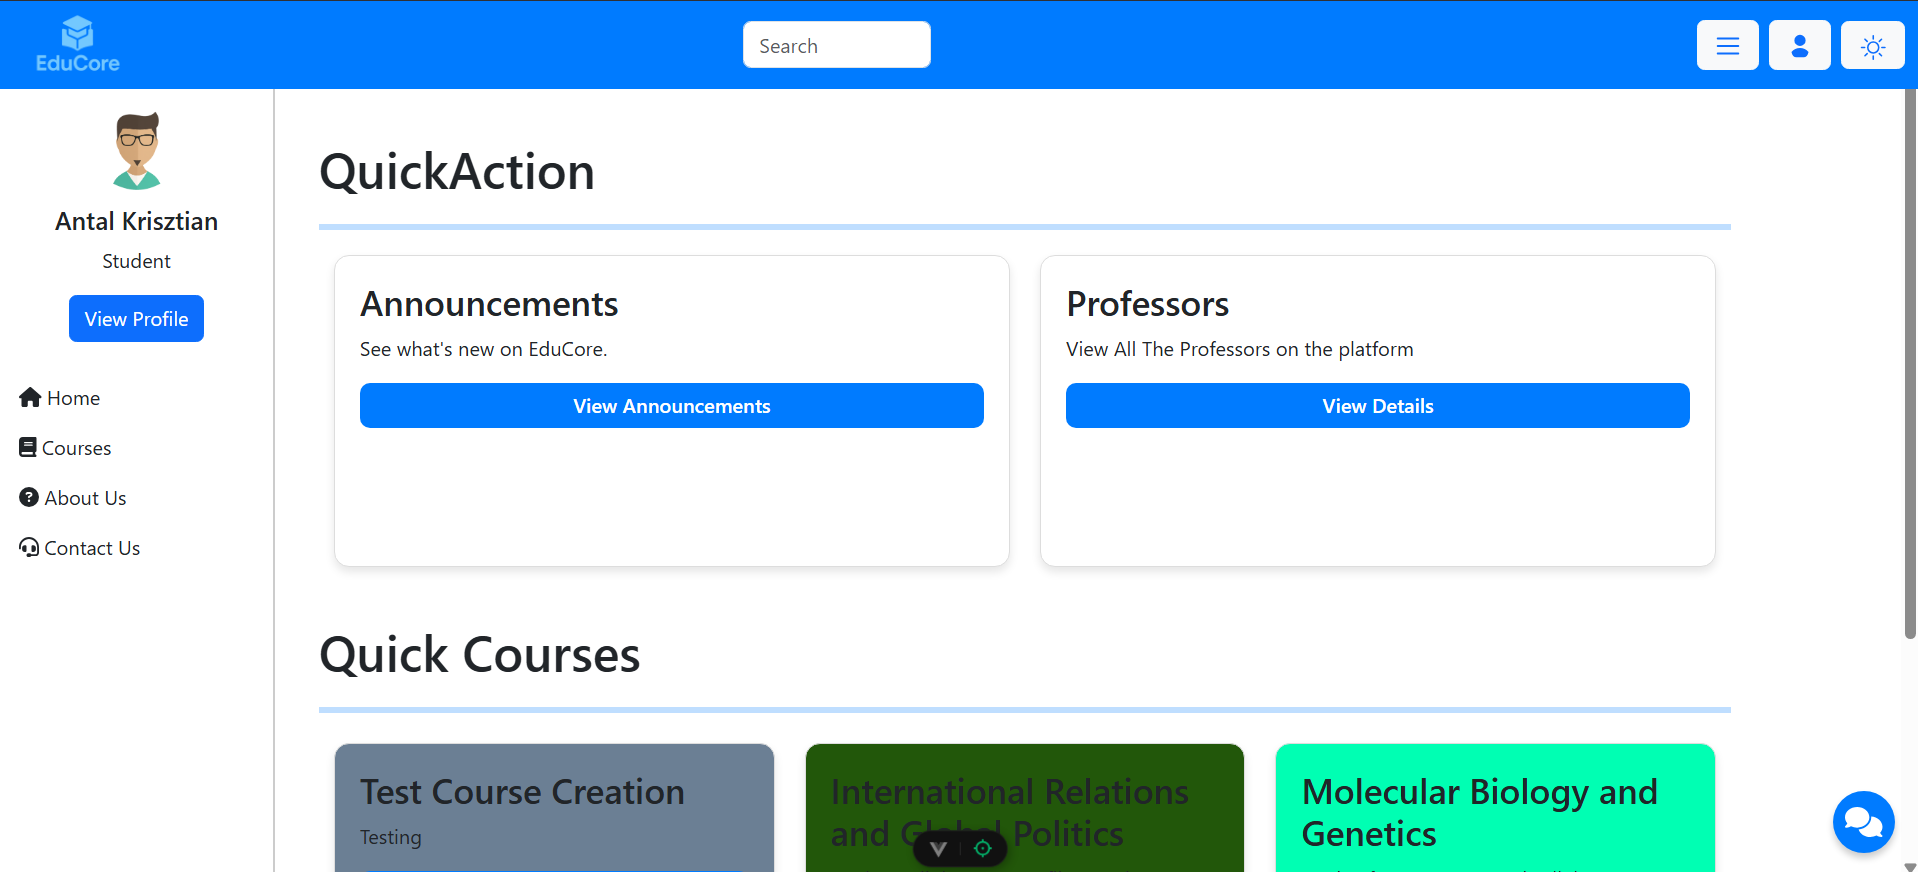 EduCore
Search
Antal Krisztian
Student
View Profile
Home
Courses
About Us
Contact Us
QuickAction
Announcements
See what's new on EduCore.
View Announcements
Professors
View All The Professors on the platform
View Details
Quick Courses
Test Course Creation
Testing
International Relations
and Global Politics
Molecular Biology and
Genetics